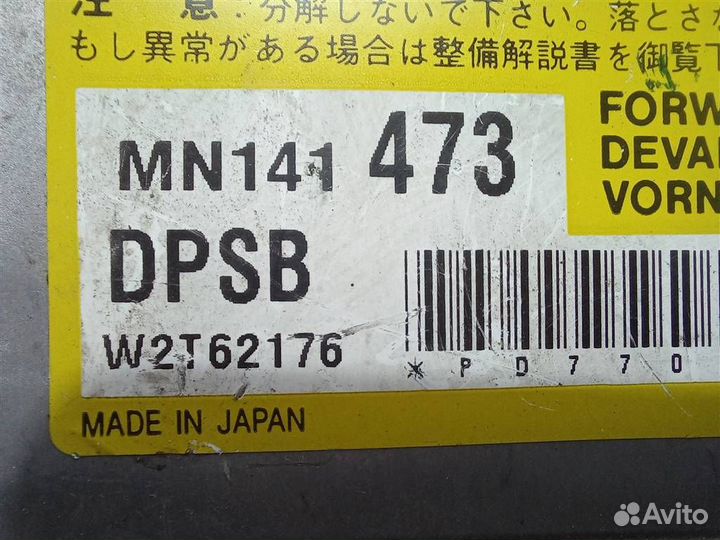 注 意:分解しないで下さい。落とさ
もし異常がある場合は整備解説書を御覧下
MN141 473
FORW
DEVA
VORN
DPSB
W2T62176
*PD770
MADE IN JAPAN
Avito